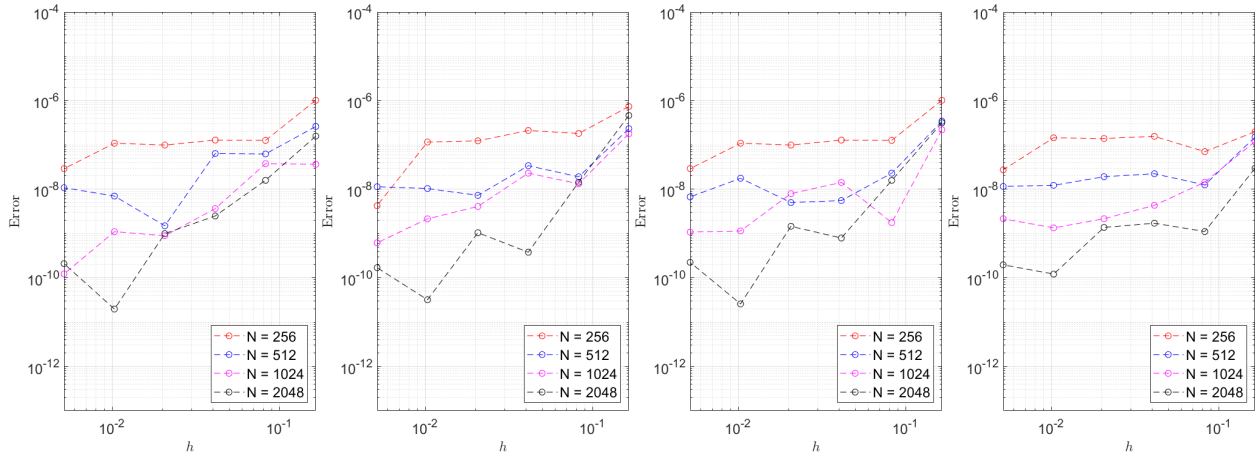 10^-4
10^-6
10^-8
10^-10
10^-12
Error
10^-2
10^-1
h
N = 256
N = 512
N = 1024
N = 2048
10^-4
10^-6
10^-8
10^-10
10^-12
Error
10^-2
10^-1
h
N = 256
N = 512
N = 1024
N = 2048
10^-4
10^-6
10^-8
10^-10
10^-12
Error
10^-2
10^-1
h
N = 256
N = 512
N = 1024
N = 2048
10^-4
10^-6
10^-8
10^-10
10^-12
Error
10^-2
10^-1
h
N = 256
N = 512
N = 1024
N = 2048